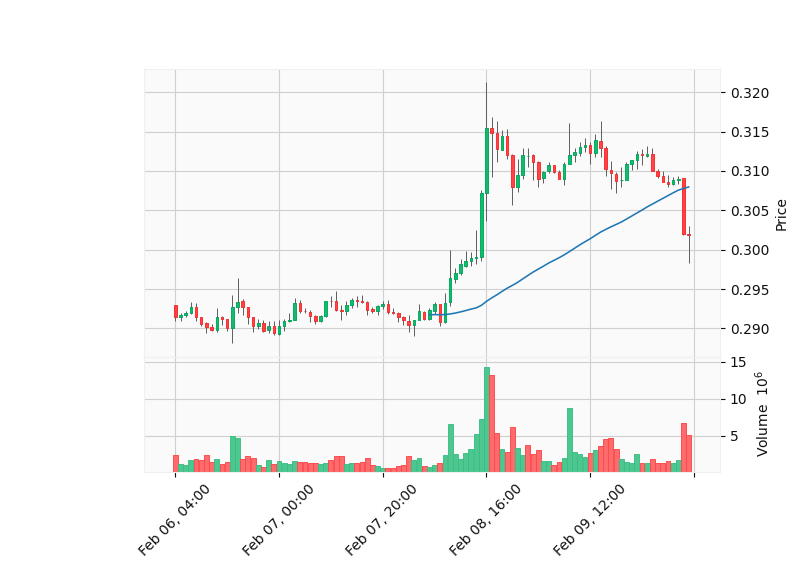 0.320
0.315
0.310
0.305
0.300
0.295
0.290
Price
15
10
5
Volume 10⁶
Feb 06, 04:00
Feb 07, 00:00
Feb 07, 20:00
Feb 08, 16:00
Feb 09, 12:00